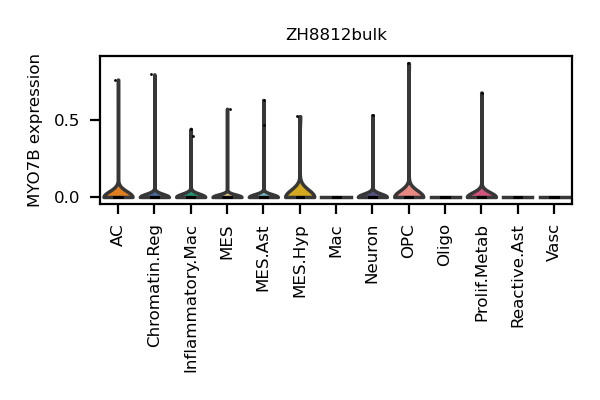 ZH8812bulk
MYO7B expression
0.5
0.0
AC
Chromatin.Reg
Inflammatory.Mac
MES
MES.Ast
MES.Hyp
Mac
Neuron
OPC
Oligo
Prolif.Metab
Reactive.Ast
Vasc